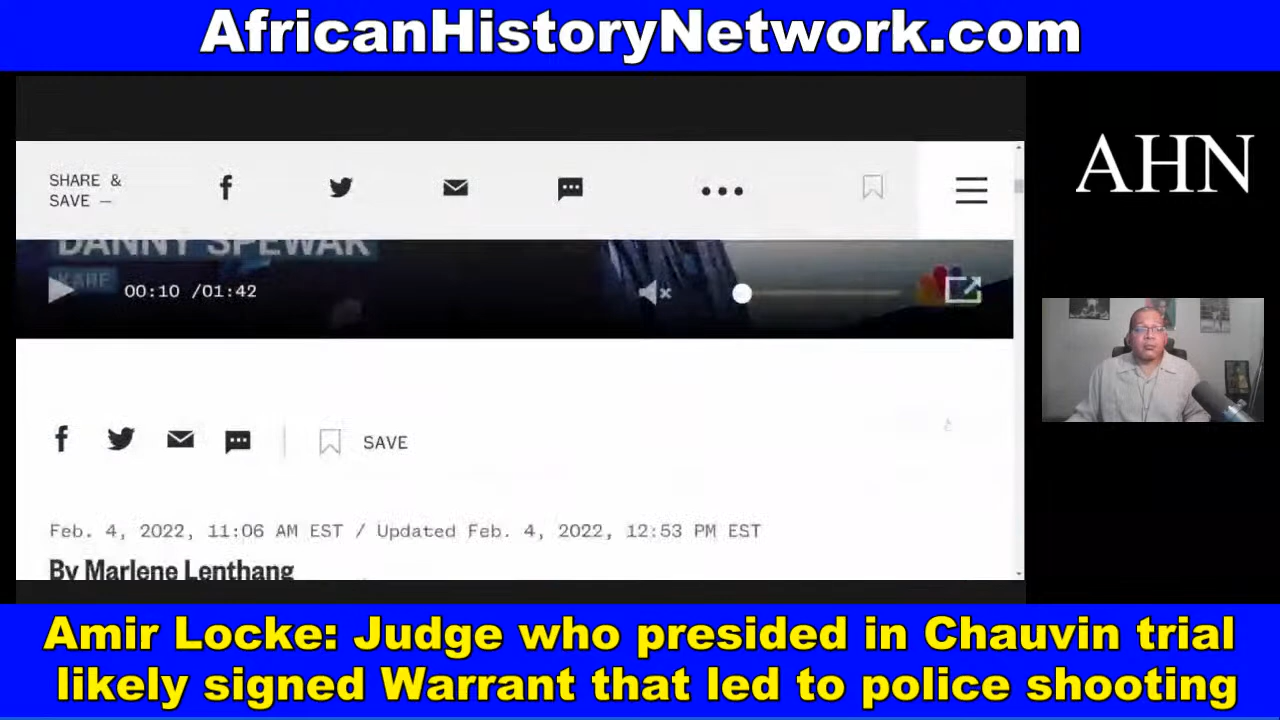 AfricanHistoryNetwork.com
AHN
SHARE &
SAVE —
DANNY SPEWAK
KARE
00:10 /01:42
SAVE
Feb. 4, 2022, 11:06 AM EST / Updated Feb. 4, 2022, 12:53 PM EST
By Marlene Lenthang
Amir Locke: Judge who presided in Chauvin trial
likely signed Warrant that led to police shooting